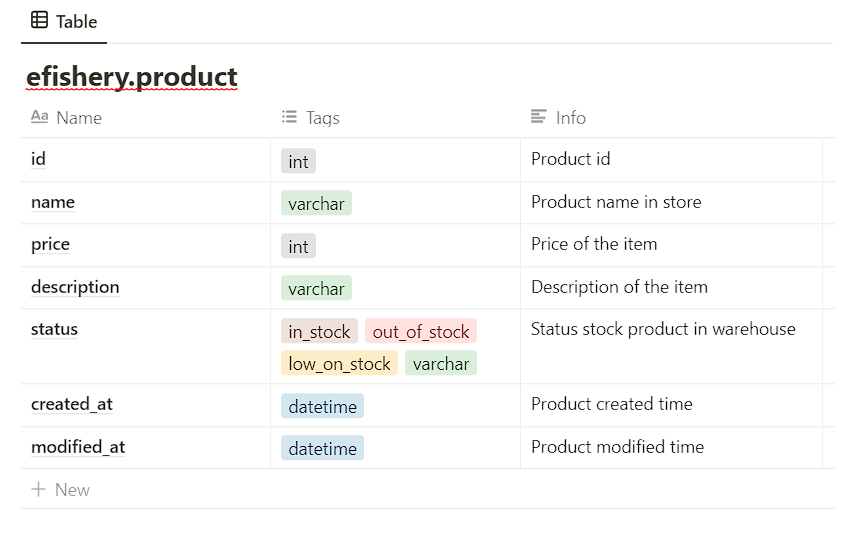 Table
efishery.product
Aa Name Tags Info
id int Product id
name varchar Product name in store
price int Price of the item
description varchar Description of the item
status in_stock out_of_stock Status stock product in warehouse
low_on_stock varchar
created_at datetime Product created time
modified_at datetime Product modified time
+ New